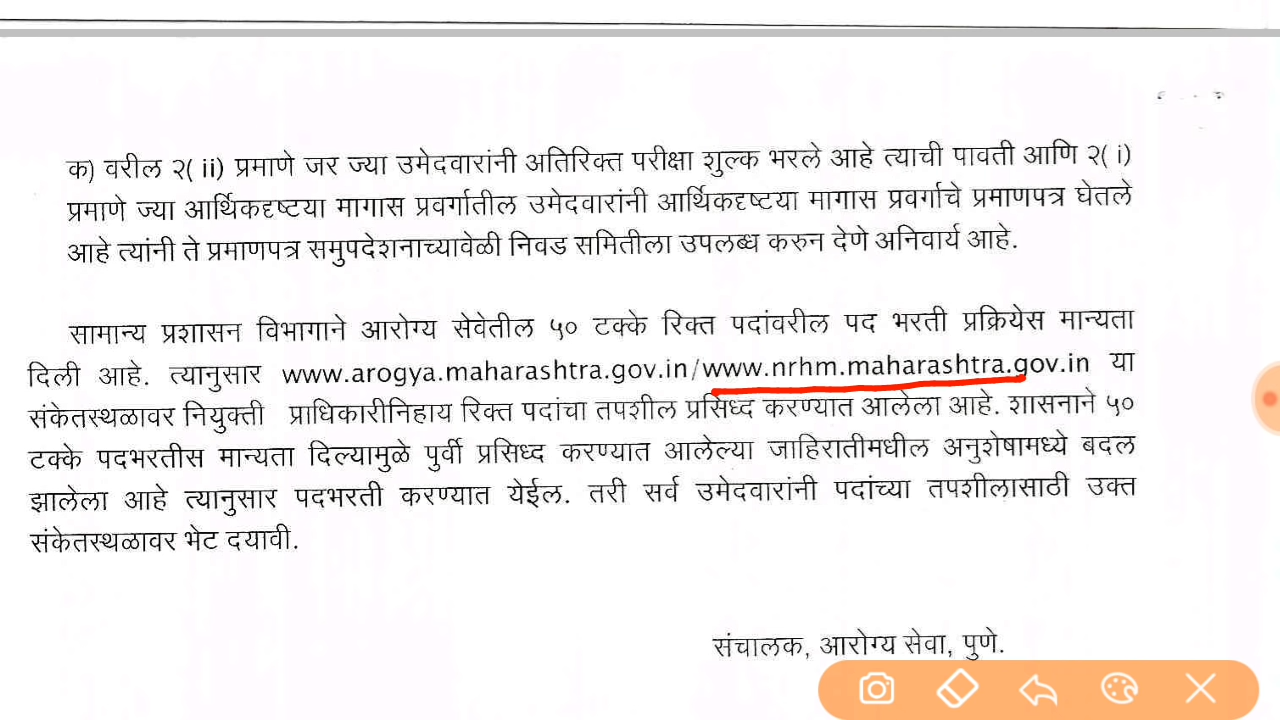 क) वरील २( ii) प्रमाणे जर ज्या उमेदवारांनी अतिरिक्त परीक्षा शुल्क भरले आहे त्याची पावती आणि २( i)
प्रमाणे ज्या आर्थिकदृष्टया मागास प्रवर्गातील उमेदवारांनी आर्थिकदृष्टया मागास प्रवर्गाचे प्रमाणपत्र घेतले
आहे त्यांनी ते प्रमाणपत्र समुपदेशनाच्यावेळी निवड समितीला उपलब्ध करुन देणे अनिवार्य आहे.
सामान्य प्रशासन विभागाने आरोग्य सेवेतील ५० टक्के रिक्त पदांवरील पद भरती प्रक्रियेस मान्यता
दिली आहे. त्यानुसार www.arogya.maharashtra.gov.in/www.nrhm.maharashtra.gov.in या
संकेतस्थळावर नियुक्ती प्राधिकारीनिहाय रिक्त पदांचा तपशील प्रसिध्द करण्यात आलेला आहे. शासनाने ५०
टक्के पदभरतीस मान्यता दिल्यामुळे पुर्वी प्रसिध्द करण्यात आलेल्या जाहिरातीमधील अनुशेषामध्ये बदल
झालेला आहे त्यानुसार पदभरती करण्यात येईल. तरी सर्व उमेदवारांनी पदांच्या तपशीलासाठी उक्त
संकेतस्थळावर भेट दयावी.
संचालक, आरोग्य सेवा, पुणे.